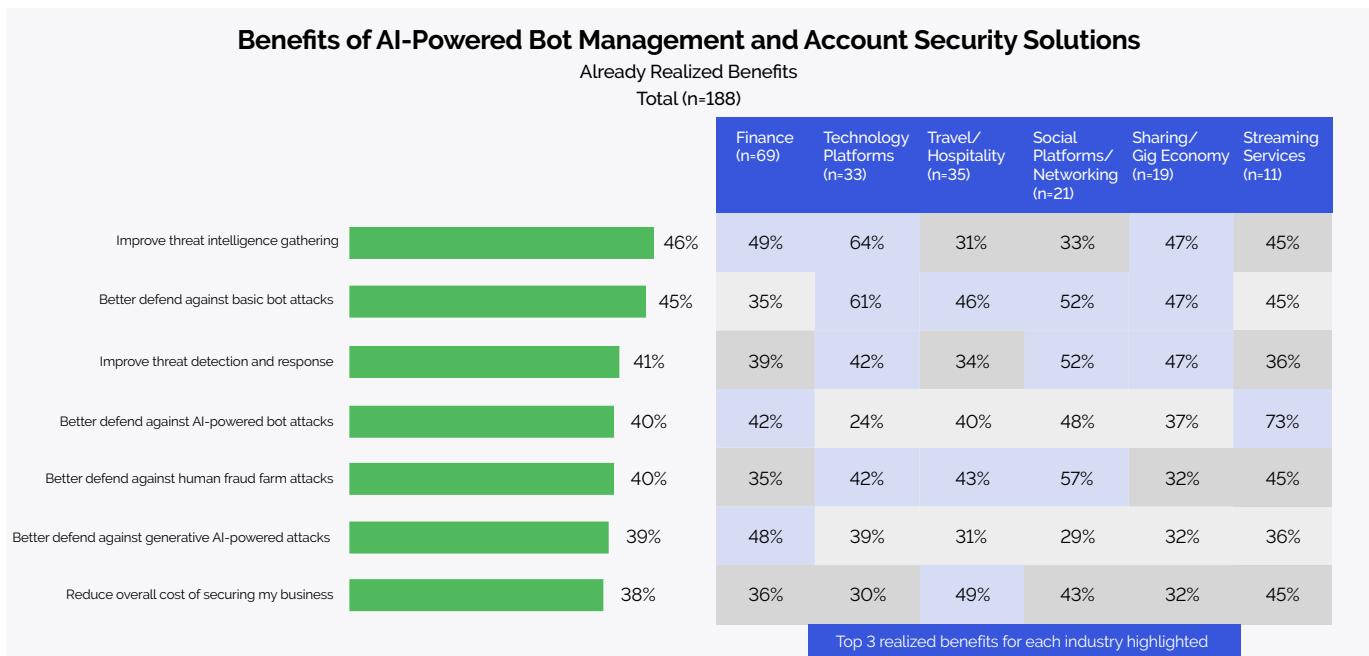 Benefits of AI-Powered Bot Management and Account Security Solutions
Already Realized Benefits
Total (n=188)
Finance
(n=69)
Technology
Platforms
(n=33)
Travel/
Hospitality
(n=35)
Social
Platforms/
Networking
(n=21)
Sharing/
Gig Economy
(n=19)
Streaming
Services
(n=11)
Improve threat intelligence gathering 46% 49% 64% 31% 33% 47% 45%
Better defend against basic bot attacks 45% 35% 61% 46% 52% 47% 45%
Improve threat detection and response 41% 39% 42% 34% 52% 47% 36%
Better defend against AI-powered bot attacks 40% 42% 24% 40% 48% 37% 73%
Better defend against human fraud farm attacks 40% 35% 42% 43% 57% 32% 45%
Better defend against generative AI-powered attacks 39% 48% 39% 31% 29% 32% 36%
Reduce overall cost of securing my business 38% 36% 30% 49% 43% 32% 45%
Top 3 realized benefits for each industry highlighted